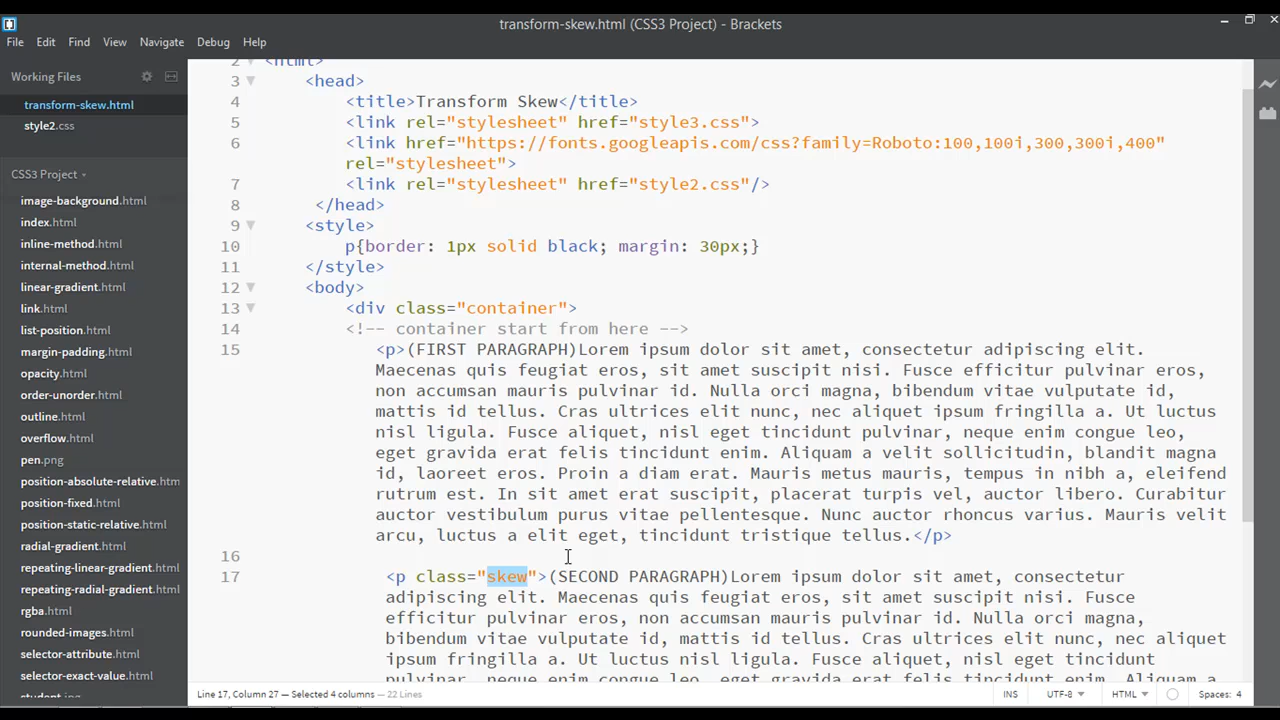 transform-skew.html (CSS3 Project) - Brackets
File Edit Find View Navigate Debug Help
Working Files
transform-skew.html
style2.css
CSS3 Project
image-background.html
index.html
inline-method.html
internal-method.html
linear-gradient.html
link.html
list-position.html
margin-padding.html
opacity.html
order-unorder.html
outline.html
overflow.html
pen.png
position-absolute-relative.htm
position-fixed.html
position-static-relative.html
radial-gradient.html
repeating-linear-gradient.html
repeating-radial-gradient.html
rgba.html
rounded-images.html
selector-attribute.html
selector-exact-value.html
student.jpg
2 <html>
3 <head>
4 <title>Transform Skew</title>
5 <link rel="stylesheet" href="style3.css">
6 <link href="https://fonts.googleapis.com/css?family=Roboto:100,100i,300,300i,400"
rel="stylesheet">
7 <link rel="stylesheet" href="style2.css"/>
8 </head>
9 <style>
10 p{border: 1px solid black; margin: 30px;}
11 </style>
12 <body>
13 <div class="container">
14 <!-- container start from here -->
15 <p>(FIRST PARAGRAPH)Lorem ipsum dolor sit amet, consectetur adipiscing elit.
Maecenas quis feugiat eros, sit amet suscipit nisi. Fusce efficitur pulvinar eros,
non accumsan mauris pulvinar id. Nulla orci magna, bibendum vitae vulputate id,
mattis id tellus. Cras ultrices elit nunc, nec aliquet ipsum fringilla a. Ut luctus
nisl ligula. Fusce aliquet, nisl eget tincidunt pulvinar, neque enim congue leo,
eget gravida erat felis tincidunt enim. Aliquam a velit sollicitudin, blandit magna
id, laoreet eros. Proin a diam erat. Mauris metus mauris, tempus in nibh a, eleifend
rutrum est. In sit amet erat suscipit, placerat turpis vel, auctor libero. Curabitur
auctor vestibulum purus vitae pellentesque. Nunc auctor rhoncus varius. Mauris velit
arcu, luctus a elit eget, tincidunt tristique tellus.</p>
16
17 <p class="skew">(SECOND PARAGRAPH)Lorem ipsum dolor sit amet, consectetur
adipiscing elit. Maecenas quis feugiat eros, sit amet suscipit nisi. Fusce
efficitur pulvinar eros, non accumsan mauris pulvinar id. Nulla orci magna,
bibendum vitae vulputate id, mattis id tellus. Cras ultrices elit nunc, nec aliquet
ipsum fringilla a. Ut luctus nisl ligula. Fusce aliquet, nisl eget tincidunt
pulvinar, neque enim congue leo, eget gravida erat felis tincidunt enim. Aliquam a
Line 17, Column 27 — Selected 4 columns — 22 Lines
INS UTF-8 HTML Spaces: 4